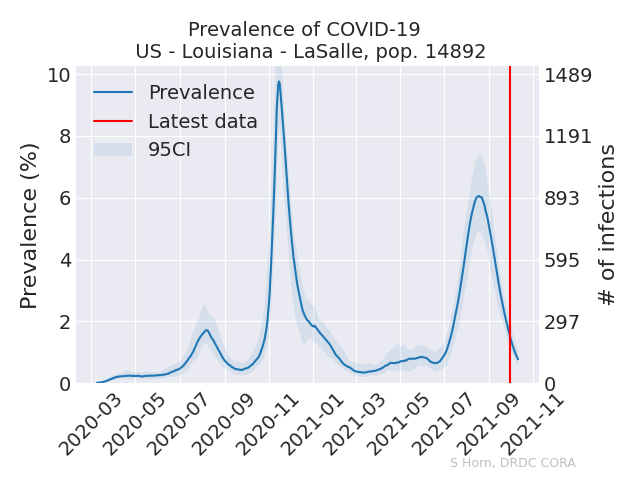 Prevalence of COVID-19
US - Louisiana - LaSalle, pop. 14892
Prevalence (%)
10
8
6
4
2
0
Prevalence
Latest data
95CI
1489
1191
893
595
297
0
# of infections
2020-03
2020-05
2020-07
2020-09
2020-11
2021-01
2021-03
2021-05
2021-07
2021-09
2021-11
S Horn, DRDC CORA